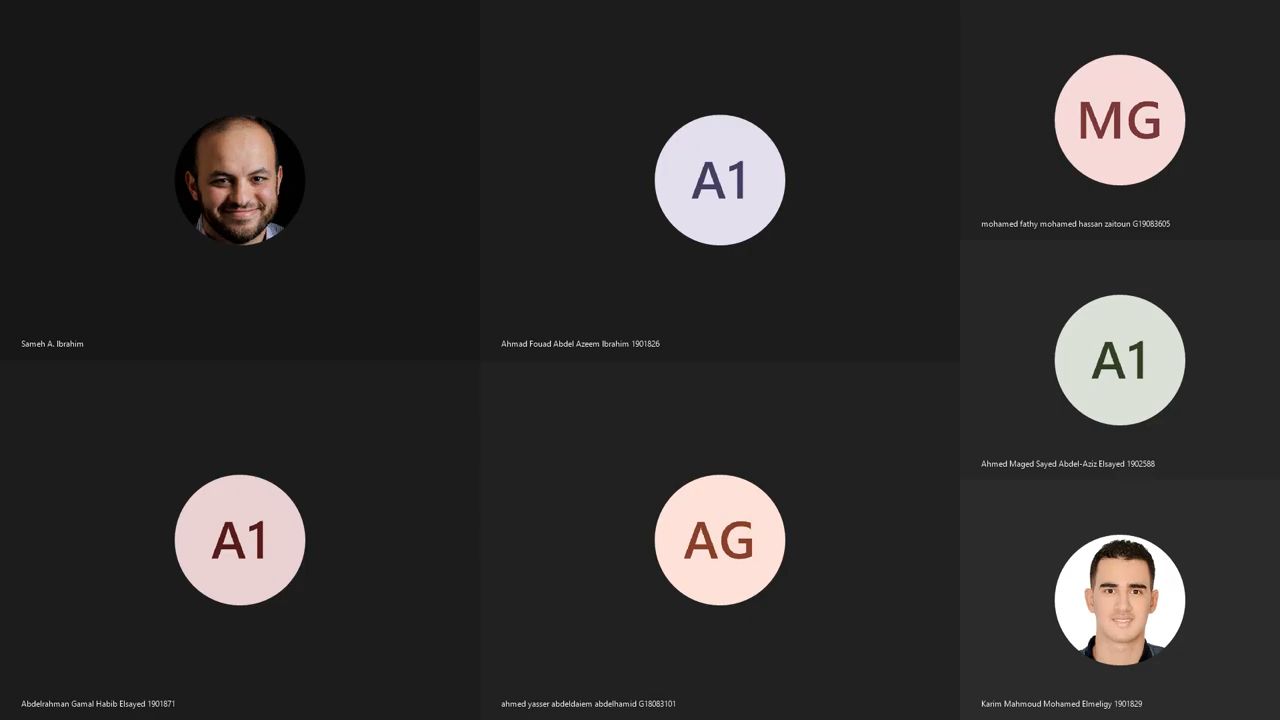 A1
MG
mohamed fathy mohamed hassan zaitoun G19083605
Sameh A. Ibrahim
Ahmad Fouad Abdel Azeem Ibrahim 1901826
A1
Ahmed Maged Sayed Abdel-Aziz Elsayed 1902588
A1
AG
Abdelrahman Gamal Habib Elsayed 1901871
ahmed yasser abdeldaiem abdelhamid G18083101
Karim Mahmoud Mohamed Elmeligy 1901829